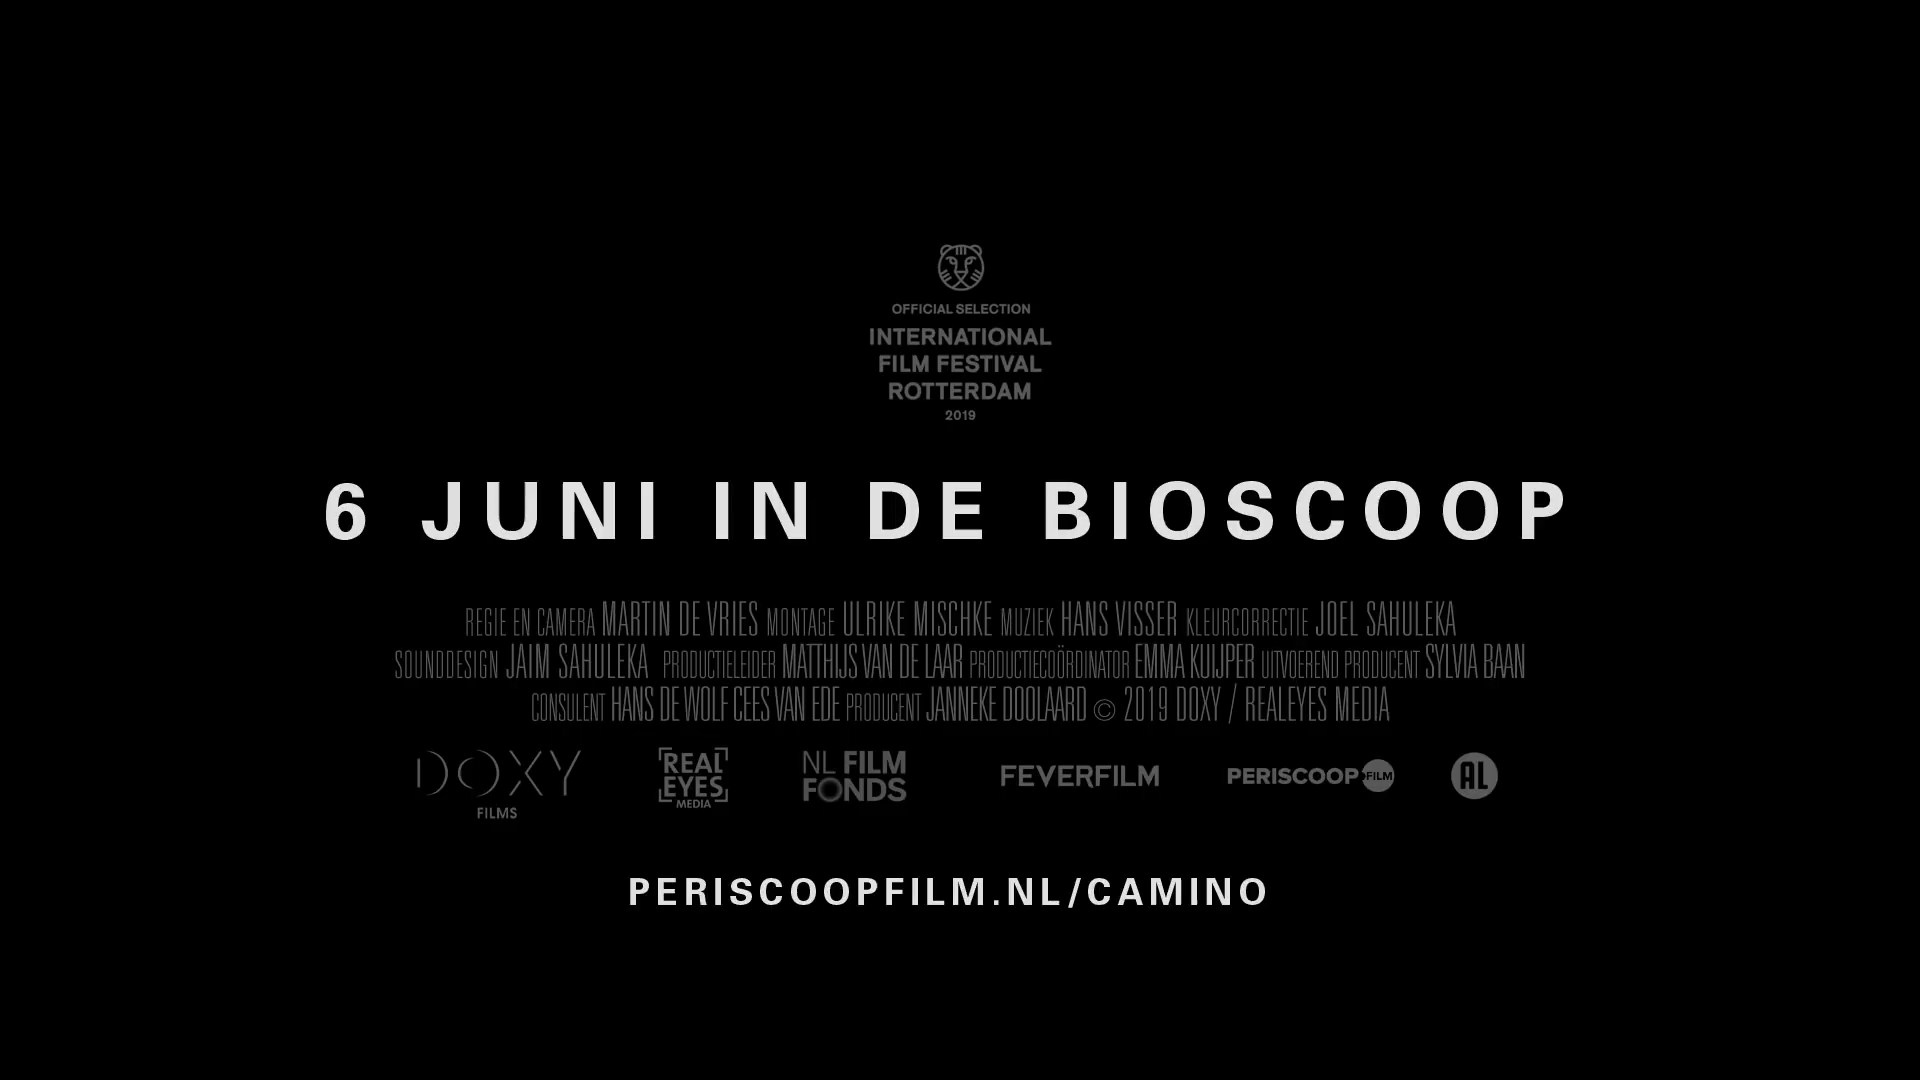 OFFICIAL SELECTION
INTERNATIONAL
FILM FESTIVAL
ROTTERDAM
2019
6 JUNI IN DE BIOSCOOP
REGIE EN CAMERA MARTIN DE VRIES MONTAGE ULRIKE MISCHKE MUZIEK HANS VISSER KLEURCORRECTIE JOEL SAHULEKA
SOUNDDESIGN JAIM SAHULEKA PRODUCTIELEIDER MATTHIJS VAN DE LAAR PRODUCTIECOÖRDINATOR EMMA KUIJPER UITVOEREND PRODUCENT SYLVIA BAAN
CONSULENT HANS DE WOLF CEES VAN EDE PRODUCENT JANNEKE DOOLAARD © 2019 DOXY / REALEYES MEDIA
DOXY
FILMS
REAL
EYES
MEDIA
NL FILM
FONDS
FEVERFILM
PERISCOOP FILM
AL
PERISCOOPFILM.NL/CAMINO